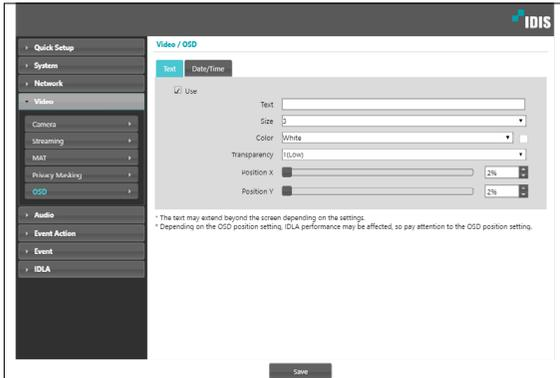 IDIS
Quick Setup
System
Network
Video
Camera
Streaming
MAT
Privacy Masking
OSD
Audio
Event Action
Event
IDLA
Video / OSD
Text Date/Time
Use
Text
Size 3
Color White
Transparency 1(Low)
Position X 2%
Position Y 2%
* The text may extend beyond the screen depending on the settings.
* Depending on the OSD position setting, IDLA performance may be affected, so pay attention to the OSD position setting.
Save